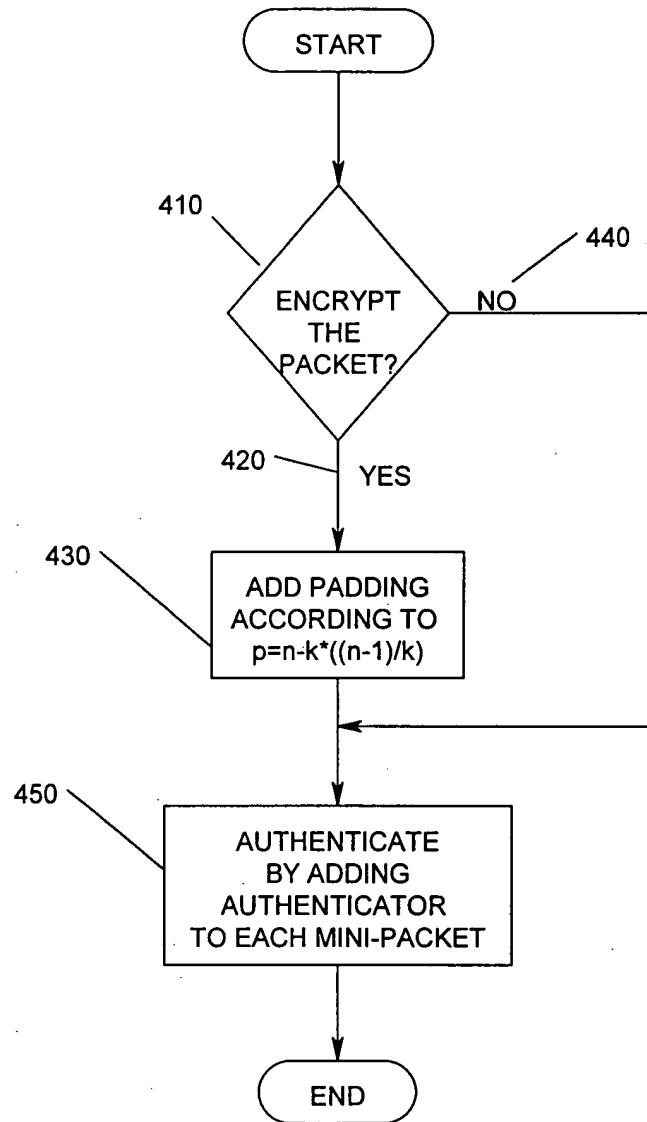 START
410
440
ENCRYPT
THE
PACKET?
NO
420
YES
430
ADD PADDING
ACCORDING TO
p=n-k*((n-1)/k)
450
AUTHENTICATE
BY ADDING
AUTHENTICATOR
TO EACH MINI-PACKET
END